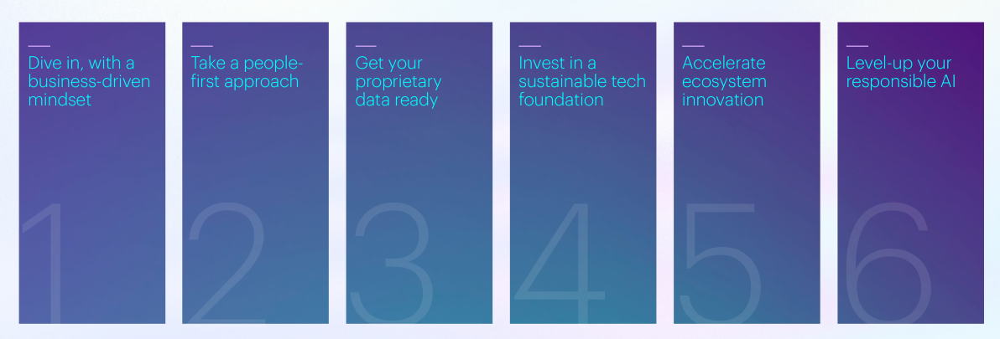 Dive in, with a
business-driven
mindset
1
Take a people-
first approach
2
Get your
proprietary
data ready
3
Invest in a
sustainable tech
foundation
4
Accelerate
ecosystem
innovation
5
Level-up your
responsible AI
6